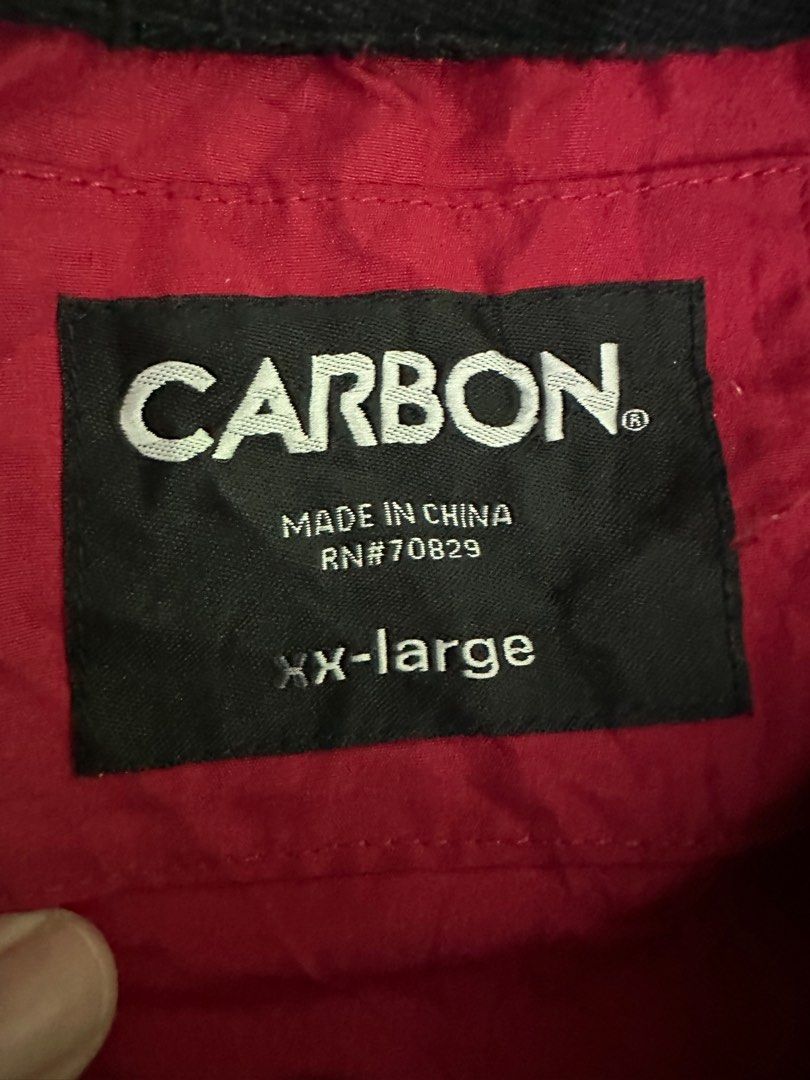 CARBON®
MADE IN CHINA
RN#70829
xx-large